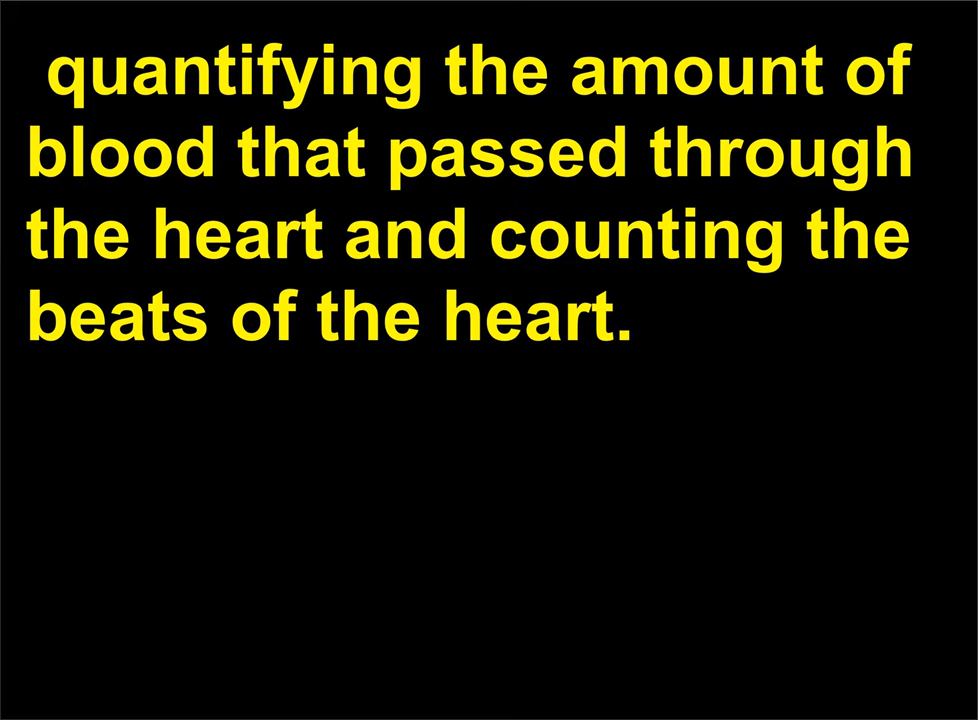 quantifying the amount of
blood that passed through
the heart and counting the
beats of the heart.